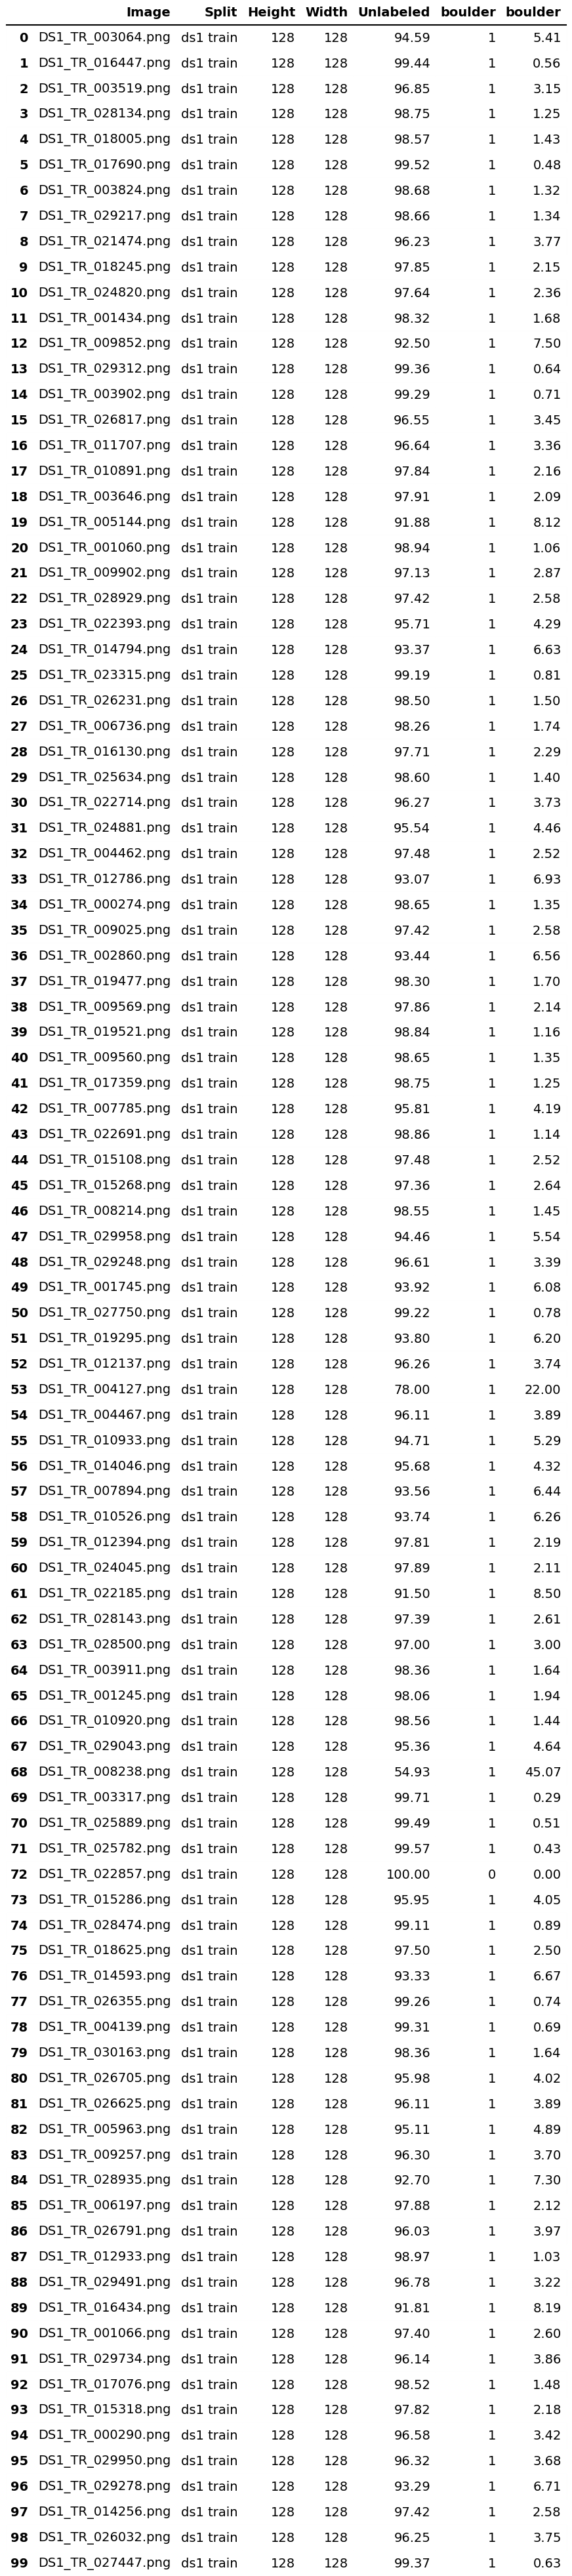 Image Split Height Width Unlabeled boulder boulder
0 DS1_TR_003064.png ds1 train 128 128 94.59 1 5.41
1 DS1_TR_016447.png ds1 train 128 128 99.44 1 0.56
2 DS1_TR_003519.png ds1 train 128 128 96.85 1 3.15
3 DS1_TR_028134.png ds1 train 128 128 98.75 1 1.25
4 DS1_TR_018005.png ds1 train 128 128 98.57 1 1.43
5 DS1_TR_017690.png ds1 train 128 128 99.52 1 0.48
6 DS1_TR_003824.png ds1 train 128 128 98.68 1 1.32
7 DS1_TR_029217.png ds1 train 128 128 98.66 1 1.34
8 DS1_TR_021474.png ds1 train 128 128 96.23 1 3.77
9 DS1_TR_018245.png ds1 train 128 128 97.85 1 2.15
10 DS1_TR_024820.png ds1 train 128 128 97.64 1 2.36
11 DS1_TR_001434.png ds1 train 128 128 98.32 1 1.68
12 DS1_TR_009852.png ds1 train 128 128 92.50 1 7.50
13 DS1_TR_029312.png ds1 train 128 128 99.36 1 0.64
14 DS1_TR_003902.png ds1 train 128 128 99.29 1 0.71
15 DS1_TR_026817.png ds1 train 128 128 96.55 1 3.45
16 DS1_TR_011707.png ds1 train 128 128 96.64 1 3.36
17 DS1_TR_010891.png ds1 train 128 128 97.84 1 2.16
18 DS1_TR_003646.png ds1 train 128 128 97.91 1 2.09
19 DS1_TR_005144.png ds1 train 128 128 91.88 1 8.12
20 DS1_TR_001060.png ds1 train 128 128 98.94 1 1.06
21 DS1_TR_009902.png ds1 train 128 128 97.13 1 2.87
22 DS1_TR_028929.png ds1 train 128 128 97.42 1 2.58
23 DS1_TR_022393.png ds1 train 128 128 95.71 1 4.29
24 DS1_TR_014794.png ds1 train 128 128 93.37 1 6.63
25 DS1_TR_023315.png ds1 train 128 128 99.19 1 0.81
26 DS1_TR_026231.png ds1 train 128 128 98.50 1 1.50
27 DS1_TR_006736.png ds1 train 128 128 98.26 1 1.74
28 DS1_TR_016130.png ds1 train 128 128 97.71 1 2.29
29 DS1_TR_025634.png ds1 train 128 128 98.60 1 1.40
30 DS1_TR_022714.png ds1 train 128 128 96.27 1 3.73
31 DS1_TR_024881.png ds1 train 128 128 95.54 1 4.46
32 DS1_TR_004462.png ds1 train 128 128 97.48 1 2.52
33 DS1_TR_012786.png ds1 train 128 128 93.07 1 6.93
34 DS1_TR_000274.png ds1 train 128 128 98.65 1 1.35
35 DS1_TR_009025.png ds1 train 128 128 97.42 1 2.58
36 DS1_TR_002860.png ds1 train 128 128 93.44 1 6.56
37 DS1_TR_019477.png ds1 train 128 128 98.30 1 1.70
38 DS1_TR_009569.png ds1 train 128 128 97.86 1 2.14
39 DS1_TR_019521.png ds1 train 128 128 98.84 1 1.16
40 DS1_TR_009560.png ds1 train 128 128 98.65 1 1.35
41 DS1_TR_017359.png ds1 train 128 128 98.75 1 1.25
42 DS1_TR_007785.png ds1 train 128 128 95.81 1 4.19
43 DS1_TR_022691.png ds1 train 128 128 98.86 1 1.14
44 DS1_TR_015108.png ds1 train 128 128 97.48 1 2.52
45 DS1_TR_015268.png ds1 train 128 128 97.36 1 2.64
46 DS1_TR_008214.png ds1 train 128 128 98.55 1 1.45
47 DS1_TR_029958.png ds1 train 128 128 94.46 1 5.54
48 DS1_TR_029248.png ds1 train 128 128 96.61 1 3.39
49 DS1_TR_001745.png ds1 train 128 128 93.92 1 6.08
50 DS1_TR_027750.png ds1 train 128 128 99.22 1 0.78
51 DS1_TR_019295.png ds1 train 128 128 93.80 1 6.20
52 DS1_TR_012137.png ds1 train 128 128 96.26 1 3.74
53 DS1_TR_004127.png ds1 train 128 128 78.00 1 22.00
54 DS1_TR_004467.png ds1 train 128 128 96.11 1 3.89
55 DS1_TR_010933.png ds1 train 128 128 94.71 1 5.29
56 DS1_TR_014046.png ds1 train 128 128 95.68 1 4.32
57 DS1_TR_007894.png ds1 train 128 128 93.56 1 6.44
58 DS1_TR_010526.png ds1 train 128 128 93.74 1 6.26
59 DS1_TR_012394.png ds1 train 128 128 97.81 1 2.19
60 DS1_TR_024045.png ds1 train 128 128 97.89 1 2.11
61 DS1_TR_022185.png ds1 train 128 128 91.50 1 8.50
62 DS1_TR_028143.png ds1 train 128 128 97.39 1 2.61
63 DS1_TR_028500.png ds1 train 128 128 97.00 1 3.00
64 DS1_TR_003911.png ds1 train 128 128 98.36 1 1.64
65 DS1_TR_001245.png ds1 train 128 128 98.06 1 1.94
66 DS1_TR_010920.png ds1 train 128 128 98.56 1 1.44
67 DS1_TR_029043.png ds1 train 128 128 95.36 1 4.64
68 DS1_TR_008238.png ds1 train 128 128 54.93 1 45.07
69 DS1_TR_003317.png ds1 train 128 128 99.71 1 0.29
70 DS1_TR_025889.png ds1 train 128 128 99.49 1 0.51
71 DS1_TR_025782.png ds1 train 128 128 99.57 1 0.43
72 DS1_TR_022857.png ds1 train 128 128 100.00 0 0.00
73 DS1_TR_015286.png ds1 train 128 128 95.95 1 4.05
74 DS1_TR_028474.png ds1 train 128 128 99.11 1 0.89
75 DS1_TR_018625.png ds1 train 128 128 97.50 1 2.50
76 DS1_TR_014593.png ds1 train 128 128 93.33 1 6.67
77 DS1_TR_026355.png ds1 train 128 128 99.26 1 0.74
78 DS1_TR_004139.png ds1 train 128 128 99.31 1 0.69
79 DS1_TR_030163.png ds1 train 128 128 98.36 1 1.64
80 DS1_TR_026705.png ds1 train 128 128 95.98 1 4.02
81 DS1_TR_026625.png ds1 train 128 128 96.11 1 3.89
82 DS1_TR_005963.png ds1 train 128 128 95.11 1 4.89
83 DS1_TR_009257.png ds1 train 128 128 96.30 1 3.70
84 DS1_TR_028935.png ds1 train 128 128 92.70 1 7.30
85 DS1_TR_006197.png ds1 train 128 128 97.88 1 2.12
86 DS1_TR_026791.png ds1 train 128 128 96.03 1 3.97
87 DS1_TR_012933.png ds1 train 128 128 98.97 1 1.03
88 DS1_TR_029491.png ds1 train 128 128 96.78 1 3.22
89 DS1_TR_016434.png ds1 train 128 128 91.81 1 8.19
90 DS1_TR_001066.png ds1 train 128 128 97.40 1 2.60
91 DS1_TR_029734.png ds1 train 128 128 96.14 1 3.86
92 DS1_TR_017076.png ds1 train 128 128 98.52 1 1.48
93 DS1_TR_015318.png ds1 train 128 128 97.82 1 2.18
94 DS1_TR_000290.png ds1 train 128 128 96.58 1 3.42
95 DS1_TR_029950.png ds1 train 128 128 96.32 1 3.68
96 DS1_TR_029278.png ds1 train 128 128 93.29 1 6.71
97 DS1_TR_014256.png ds1 train 128 128 97.42 1 2.58
98 DS1_TR_026032.png ds1 train 128 128 96.25 1 3.75
99 DS1_TR_027447.png ds1 train 128 128 99.37 1 0.63